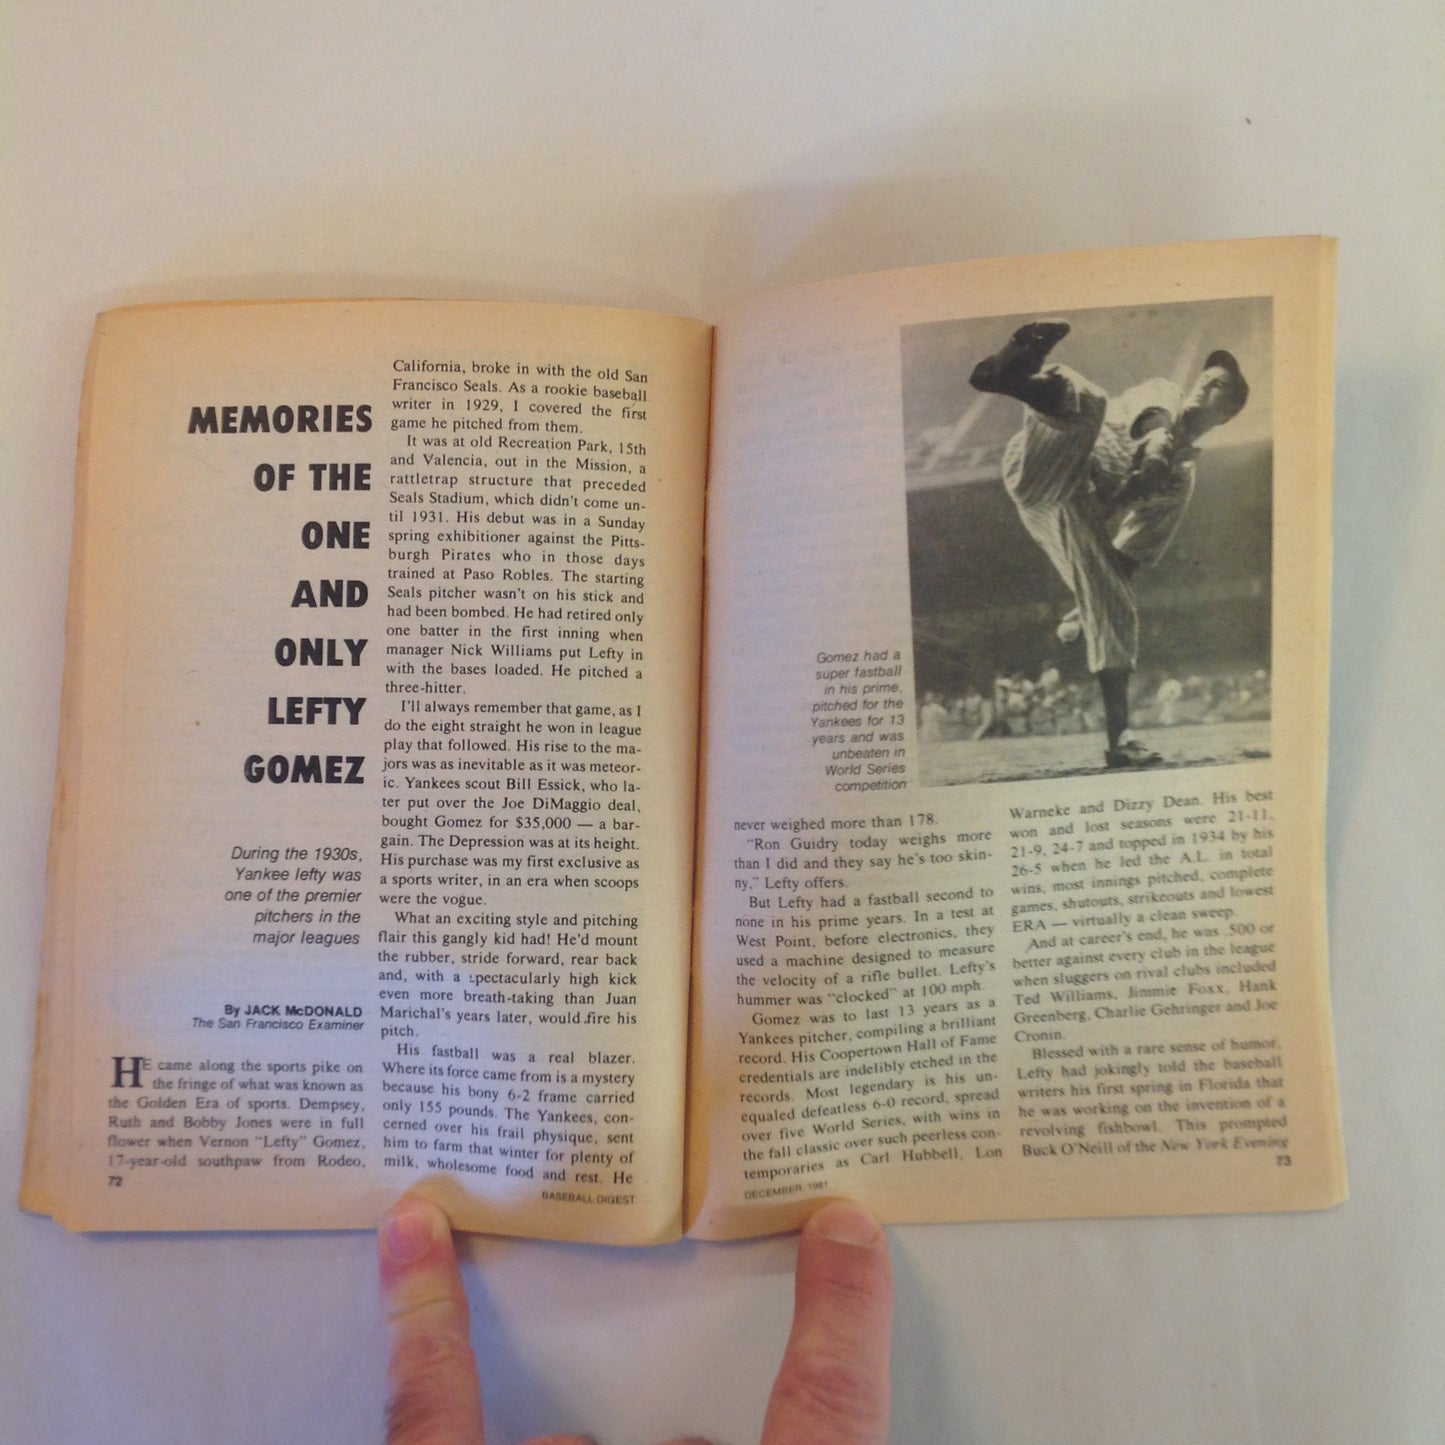 MEMORIES
OF THE
ONE
AND
ONLY
LEFTY
GOMEZ
During the 1930s,
Yankee lefty was
one of the premier
pitchers in the
major leagues
By JACK McDONALD
The San Francisco Examiner
HE came along the sports pike on
the fringe of what was known as
the Golden Era of sports. Dempsey,
Ruth and Bobby Jones were in full
flower when Vernon "Lefty" Gomez,
17-year-old southpaw from Rodeo,
72
California, broke in with the old San
Francisco Seals. As a rookie baseball
writer in 1929, I covered the first
game he pitched from them.
It was at old Recreation Park, 15th
and Valencia, out in the Mission, a
rattletrap structure that preceded
Seals Stadium, which didn't come un-
til 1931. His debut was in a Sunday
spring exhibitioner against the Pitts-
burgh Pirates who in those days
trained at Paso Robles. The starting
Seals pitcher wasn't on his stick and
had been bombed. He had retired only
one batter in the first inning when
manager Nick Williams put Lefty in
with the bases loaded. He pitched a
three-hitter.
I'll always remember that game, as I
do the eight straight he won in league
play that followed. His rise to the ma-
jors was as inevitable as it was meteor-
ic. Yankees scout Bill Essick, who la-
ter put over the Joe DiMaggio deal,
bought Gomez for $35,000 — a bar-
gain. The Depression was at its height.
His purchase was my first exclusive as
a sports writer, in an era when scoops
were the vogue.
What an exciting style and pitching
flair this gangly kid had! He'd mount
the rubber, stride forward, rear back
and, with a spectacularly high kick
even more breath-taking than Juan
Marichal's years later, would fire his
pitch.
His fastball was a real blazer.
Where its force came from is a mystery
because his bony 6-2 frame carried
only 155 pounds. The Yankees, con-
cerned over his frail physique, sent
him to farm that winter for plenty of
milk, wholesome food and rest. He
BASEBALL DIGEST
Gomez had a
super fastball
in his prime,
pitched for the
Yankees for 13
years and was
unbeaten in
World Series
competition
never weighed more than 178.
"Ron Guidry today weighs more
than I did and they say he's too skin-
ny," Lefty offers.
But Lefty had a fastball second to
none in his prime years. In a test at
West Point, before electronics, they
used a machine designed to measure
the velocity of a rifle bullet. Lefty's
hummer was "clocked" at 100 mph.
Gomez was to last 13 years as a
Yankees pitcher, compiling a brilliant
record. His Coopertown Hall of Fame
credentials are indelibly etched in the
records. Most legendary is his un-
equaled defeatless 6-0 record, spread
over five World Series, with wins in
the fall classic over such peerless con-
temporaries as Carl Hubbell, Lon
DECEMBER, 1981
Warneke and Dizzy Dean. His best
won and lost seasons were 21-11,
21-9, 24-7 and topped in 1934 by his
26-5 when he led the A.L. in total
wins, most innings pitched, complete
games, shutouts, strikeouts and lowest
ERA — virtually a clean sweep.
And at career's end, he was .500 or
better against every club in the league
when sluggers on rival clubs included
Ted Williams, Jimmie Foxx, Hank
Greenberg, Charlie Gehringer and Joe
Cronin.
Blessed with a rare sense of humor,
Lefty had jokingly told the baseball
writers his first spring in Florida that
he was working on the invention of a
revolving fishbowl. This prompted
Buck O'Neill of the New York Evening
73